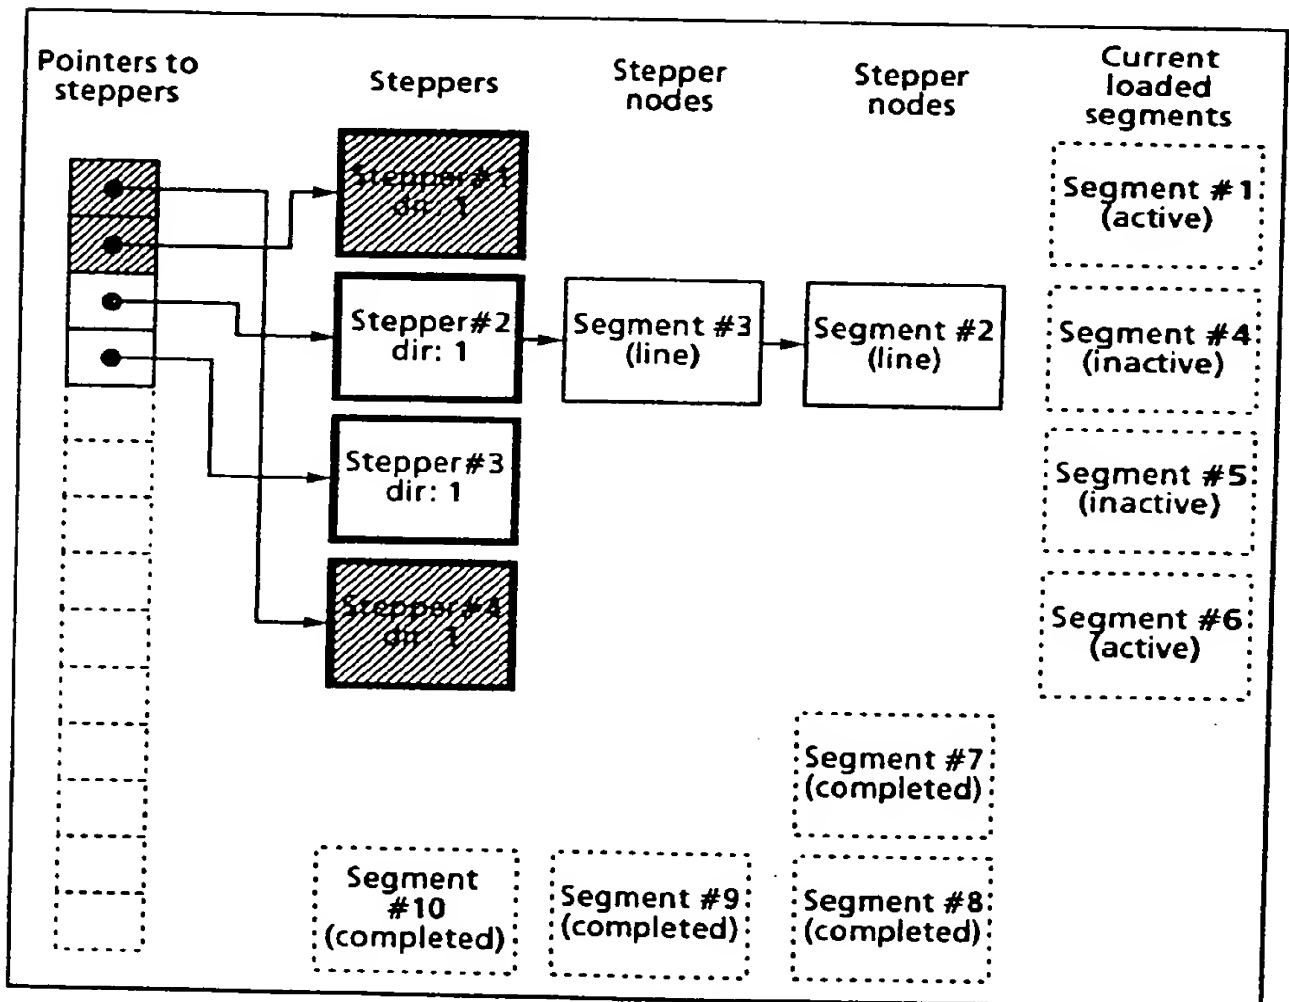 Pointers to
steppers
Steppers
Stepper
nodes
Stepper
nodes
Current
loaded
segments
Stepper#1
dir: 1
Segment #1
(active)
Stepper#2
dir: 1
Segment #3
(line)
Segment #2
(line)
Segment #4
(inactive)
Stepper#3
dir: 1
Segment #5
(inactive)
Stepper#4
dir: 1
Segment #6
(active)
Segment #7
(completed)
Segment
#10
(completed)
Segment #9
(completed)
Segment #8
(completed)